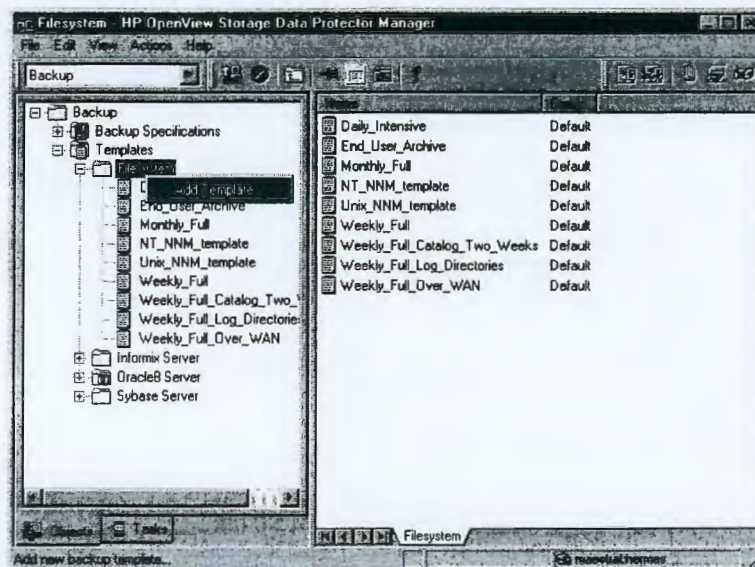 Filesystem - HP OpenView Storage Data Protector Manager
File Edit View Actions Help
Backup
Backup
Backup Specifications
Templates
Filesystem
D
Add Template
End_User_Archive
Monthly_Full
NT_NNM_template
Unix_NNM_template
Weekly_Full
Weekly_Full_Catalog_Two_
Weekly_Full_Log_Directories
Weekly_Full_Over_WAN
Informix Server
Oracle8 Server
Sybase Server
Name
Daily_Intensive Default
End_User_Archive Default
Monthly_Full Default
NT_NNM_template Default
Unix_NNM_template Default
Weekly_Full Default
Weekly_Full_Catalog_Two_Weeks Default
Weekly_Full_Log_Directories Default
Weekly_Full_Over_WAN Default
Objects Tasks
Filesystem
Add new backup template...